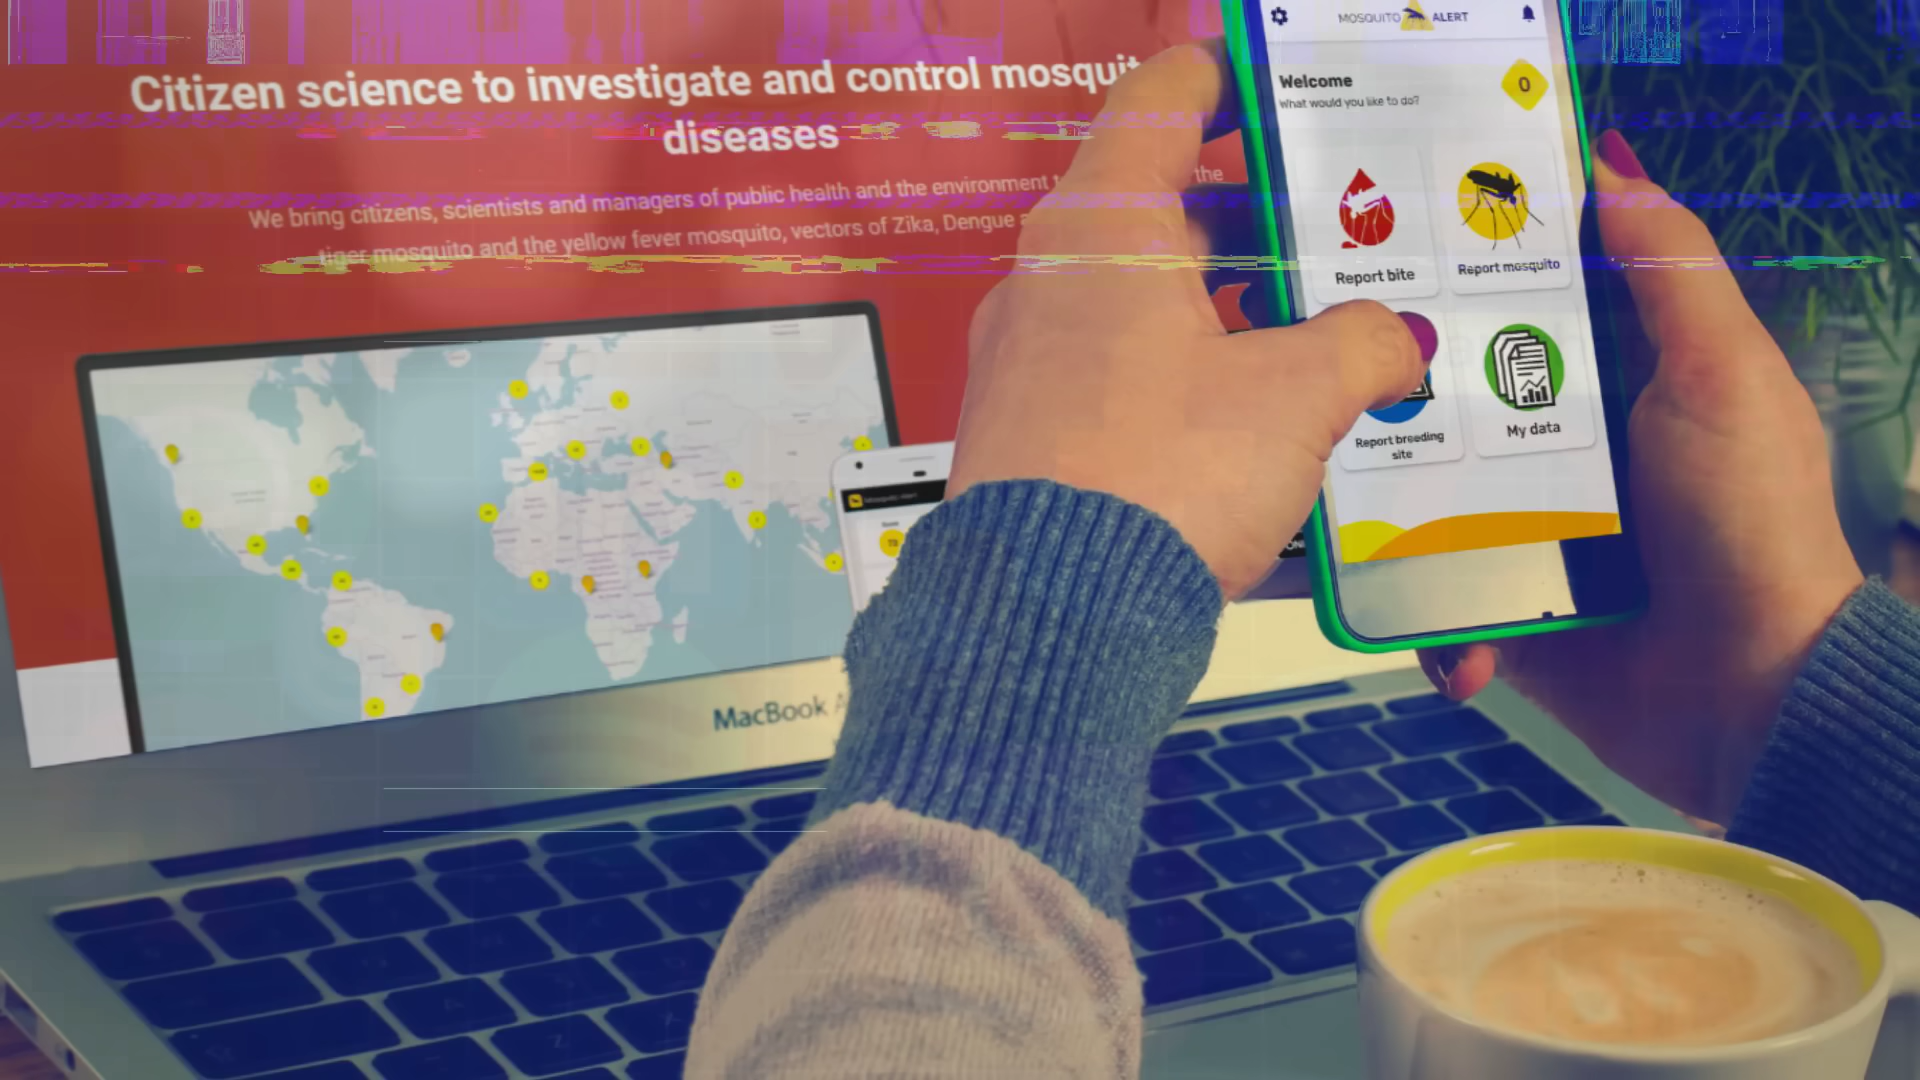 Citizen science to investigate and control mosquit
diseases
We bring citizens, scientists and managers of public health and the environment t
the
tiger mosquito and the yellow fever mosquito, vectors of Zika, Dengue a
MacBook A
MOSQUITO ALERT
Welcome
What would you like to do?
0
Report bite
Report mosquito
Report breeding
site
My data